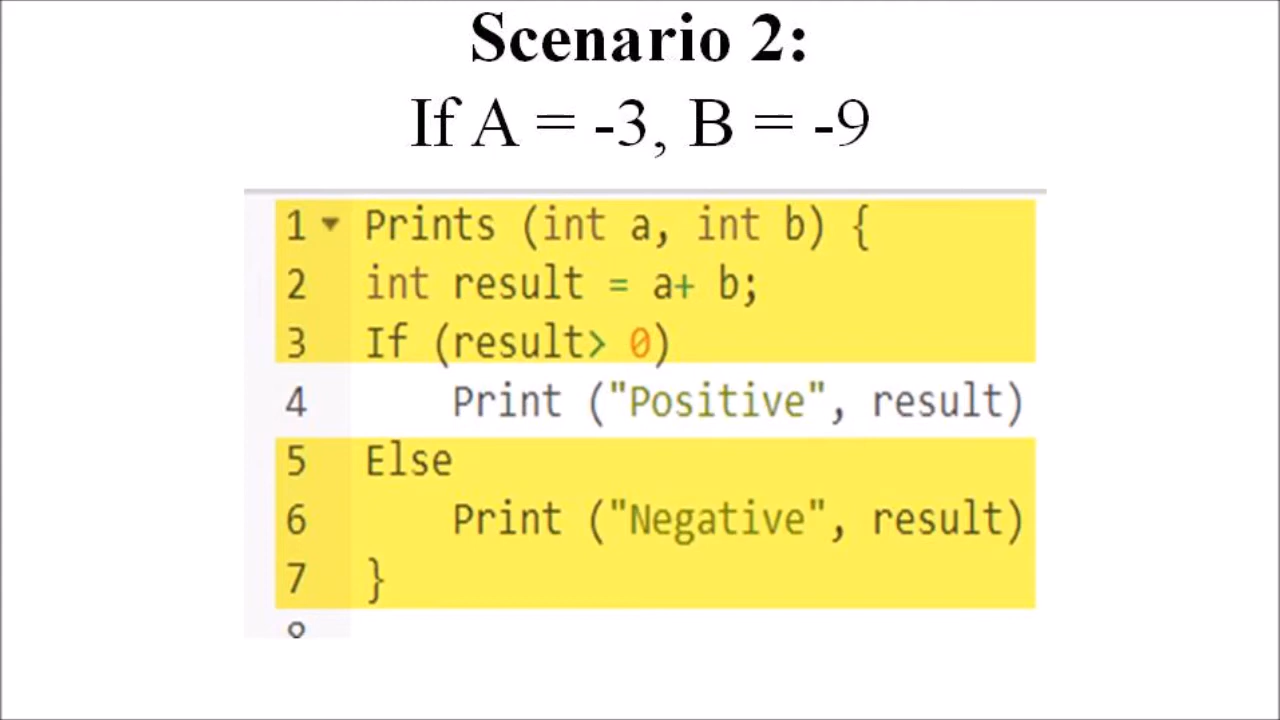 Scenario 2:
If A = -3, B = -9
1 Prints (int a, int b) {
2 int result = a+ b;
3 If (result> 0)
4 Print ("Positive", result)
5 Else
6 Print ("Negative", result)
7 }
8